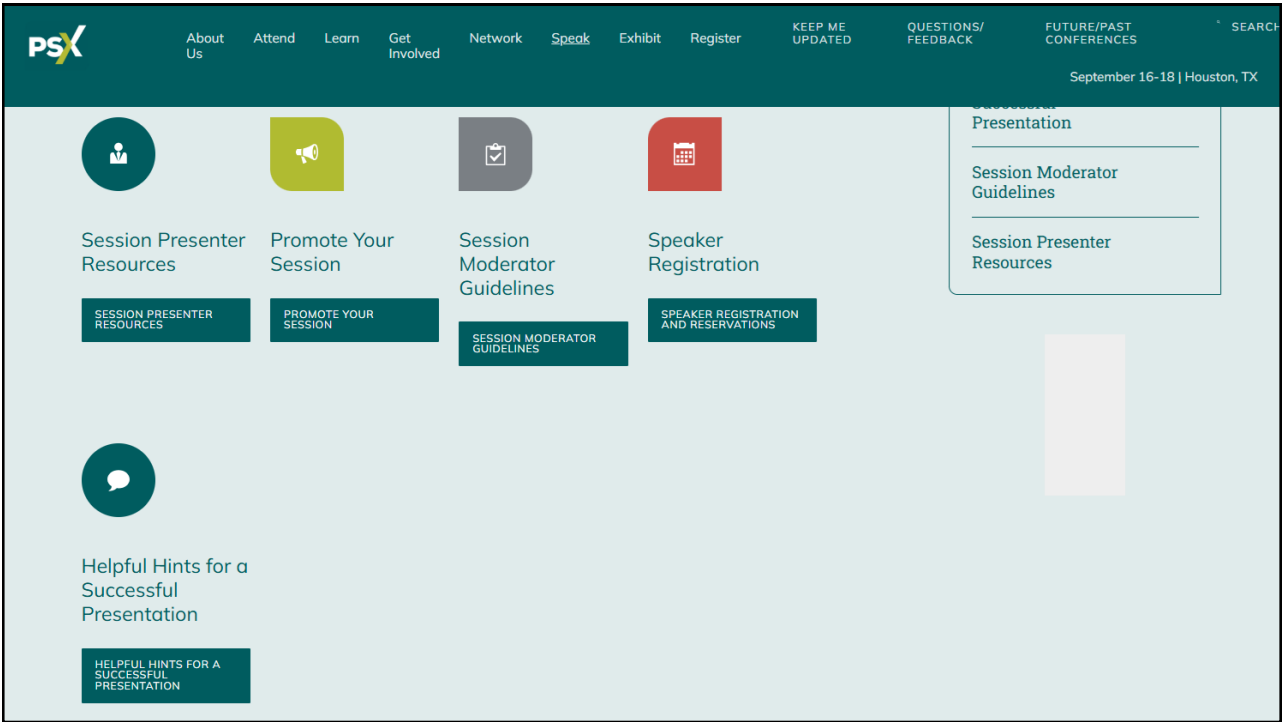 PSX
About Us
Attend
Learn
Get Involved
Network
Speak
Exhibit
Register
KEEP ME UPDATED
QUESTIONS/ FEEDBACK
FUTURE/PAST CONFERENCES
SEARCH
September 16-18 | Houston, TX
Session Presenter
Resources
SESSION PRESENTER
RESOURCES
Promote Your
Session
PROMOTE YOUR
SESSION
Session
Moderator
Guidelines
SESSION MODERATOR
GUIDELINES
Speaker
Registration
SPEAKER REGISTRATION
AND RESERVATIONS
Helpful Hints for a
Successful
Presentation
HELPFUL HINTS FOR A
SUCCESSFUL
PRESENTATION
Successful
Presentation
Session Moderator
Guidelines
Session Presenter
Resources